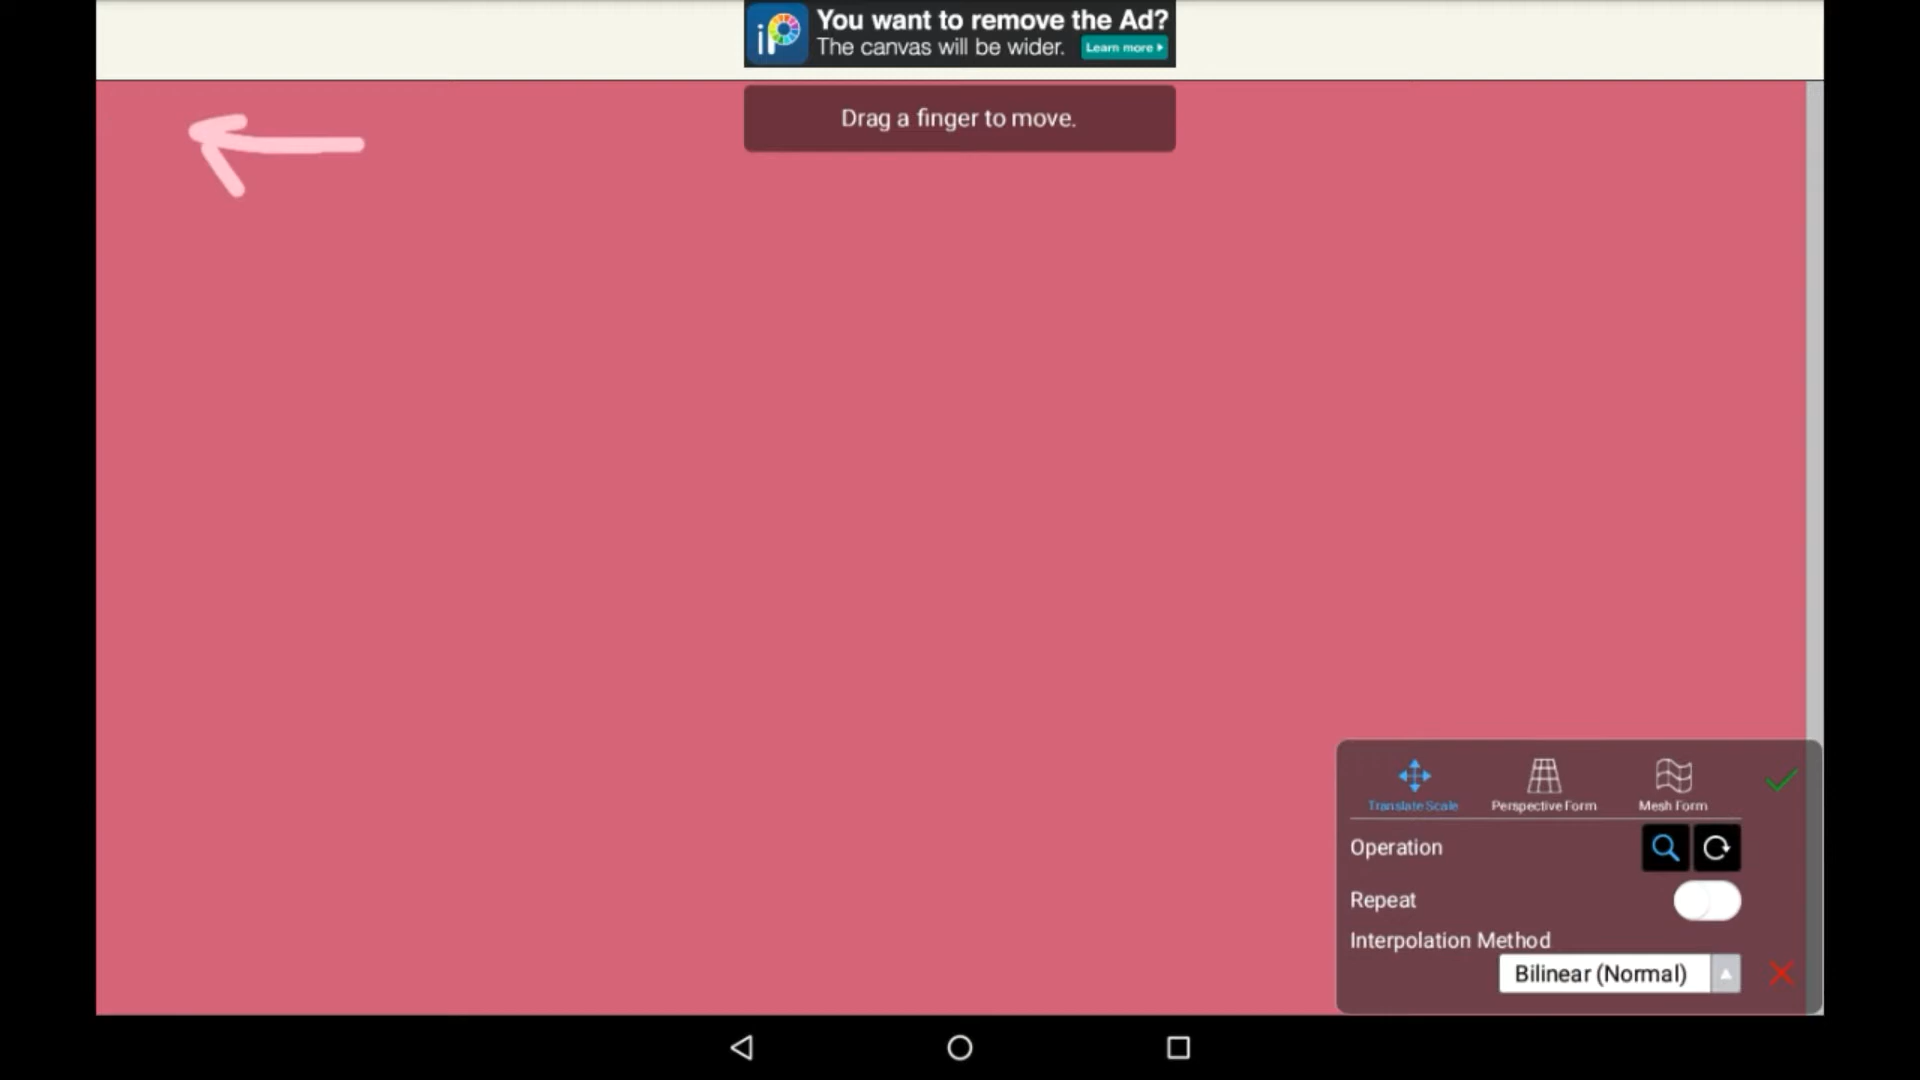 iP
You want to remove the Ad?
The canvas will be wider.
Learn more
Drag a finger to move.
Translate Scale
Perspective Form
Mesh Form
Operation
Repeat
Interpolation Method
Bilinear (Normal)